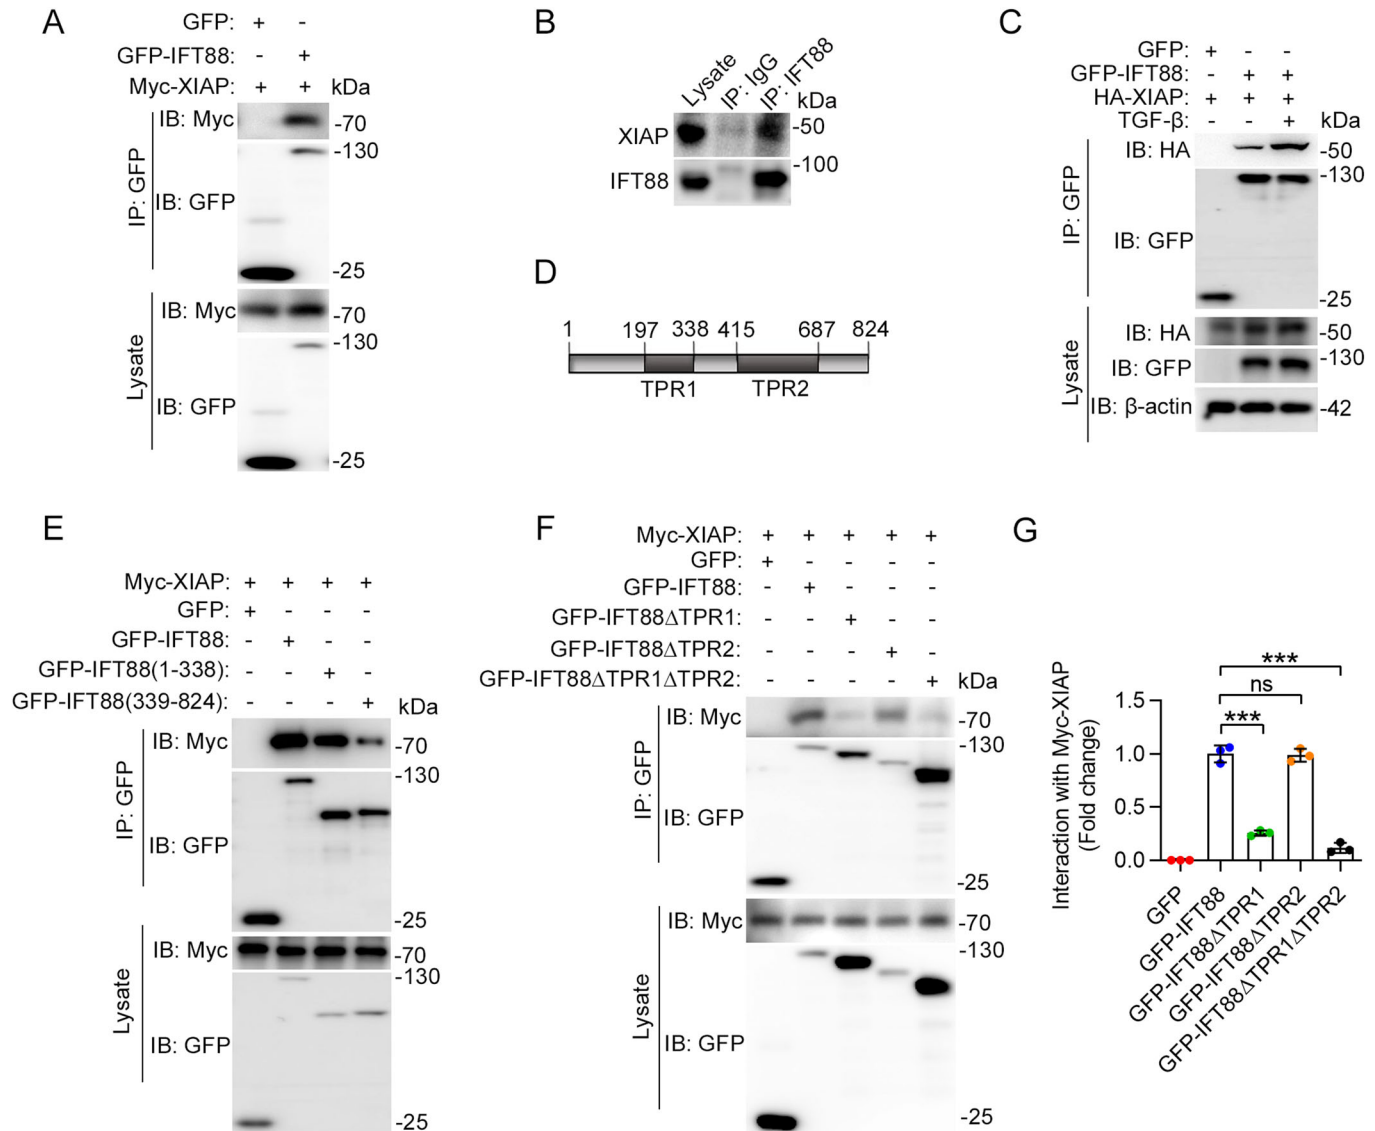 A
GFP: + -
GFP-IFT88: - +
Myc-XIAP: + + kDa
IP: GFP
IB: Myc -70
-130
IB: GFP
-25
Lysate
IB: Myc -70
-130
IB: GFP
-25
B
Lysate IP: IgG IP: IFT88
kDa
XIAP -50
-100
IFT88
C
GFP: + - -
GFP-IFT88: - + +
HA-XIAP: + + +
TGF-β: - - + kDa
IP: GFP
IB: HA -50
-130
IB: GFP
-25
Lysate
IB: HA -50
IB: GFP -130
IB: β-actin -42
D
1 197 338 415 687 824
TPR1 TPR2
E
Myc-XIAP: + + + +
GFP: + - - -
GFP-IFT88: - + - -
GFP-IFT88(1-338): - - + -
GFP-IFT88(339-824): - - - + kDa
IP: GFP
IB: Myc -70
-130
IB: GFP
-25
Lysate
IB: Myc -70
-130
IB: GFP
-25
F
Myc-XIAP: + + + + +
GFP: + - - - -
GFP-IFT88: - + - - -
GFP-IFT88ΔTPR1: - - + - -
GFP-IFT88ΔTPR2: - - - + -
GFP-IFT88ΔTPR1ΔTPR2: - - - - + kDa
IP: GFP
IB: Myc -70
-130
IB: GFP
-25
Lysate
IB: Myc -70
-130
IB: GFP
-25
G
***
ns
***
Interaction with Myc-XIAP
(Fold change)
1.5
1.0
0.5
0.0
GFP
GFP-IFT88
GFP-IFT88ΔTPR1
GFP-IFT88ΔTPR2
GFP-IFT88ΔTPR1ΔTPR2